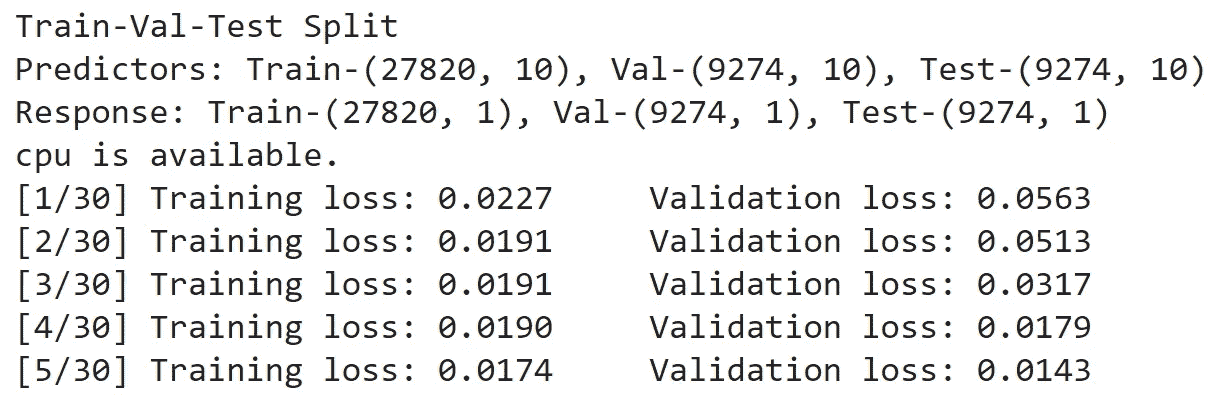 Train-Val-Test Split
Predictors: Train-(27820, 10), Val-(9274, 10), Test-(9274, 10)
Response: Train-(27820, 1), Val-(9274, 1), Test-(9274, 1)
cpu is available.
[1/30] Training loss: 0.0227     Validation loss: 0.0563
[2/30] Training loss: 0.0191     Validation loss: 0.0513
[3/30] Training loss: 0.0191     Validation loss: 0.0317
[4/30] Training loss: 0.0190     Validation loss: 0.0179
[5/30] Training loss: 0.0174     Validation loss: 0.0143